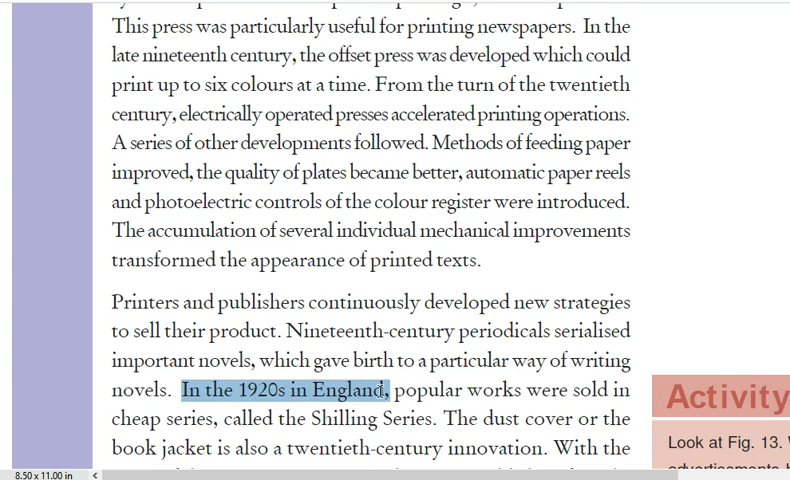 This press was particularly useful for printing newspapers. In the
late nineteenth century, the offset press was developed which could
print up to six colours at a time. From the turn of the twentieth
century, electrically operated presses accelerated printing operations.
A series of other developments followed. Methods of feeding paper
improved, the quality of plates became better, automatic paper reels
and photoelectric controls of the colour register were introduced.
The accumulation of several individual mechanical improvements
transformed the appearance of printed texts.
Printers and publishers continuously developed new strategies
to sell their product. Nineteenth-century periodicals serialised
important novels, which gave birth to a particular way of writing
novels. In the 1920s in England, popular works were sold in
cheap series, called the Shilling Series. The dust cover or the
book jacket is also a twentieth-century innovation. With the
Activity
Look at Fig. 13.
8.50 x 11.00 in